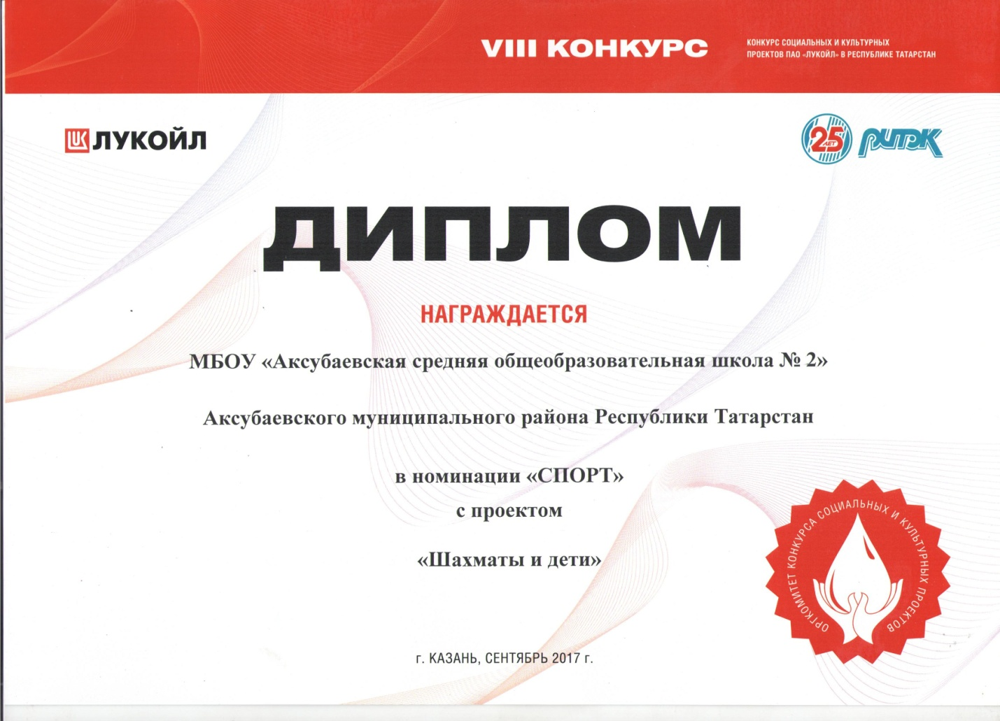 VIII КОНКУРС
КОНКУРС СОЦИАЛЬНЫХ И КУЛЬТУРНЫХ
ПРОЕКТОВ ПАО «ЛУКОЙЛ» В РЕСПУБЛИКЕ ТАТАРСТАН
LUK ЛУКОЙЛ
25 ЛЕТ РИТЭК
ДИПЛОМ
НАГРАЖДАЕТСЯ
МБОУ «Аксубаевская средняя общеобразовательная школа № 2»
Аксубаевского муниципального района Республики Татарстан
в номинации «СПОРТ»
с проектом
«Шахматы и дети»
ОРГКОМИТЕТ КОНКУРСА СОЦИАЛЬНЫХ И КУЛЬТУРНЫХ ПРОЕКТОВ
г. КАЗАНЬ, СЕНТЯБРЬ 2017 г.